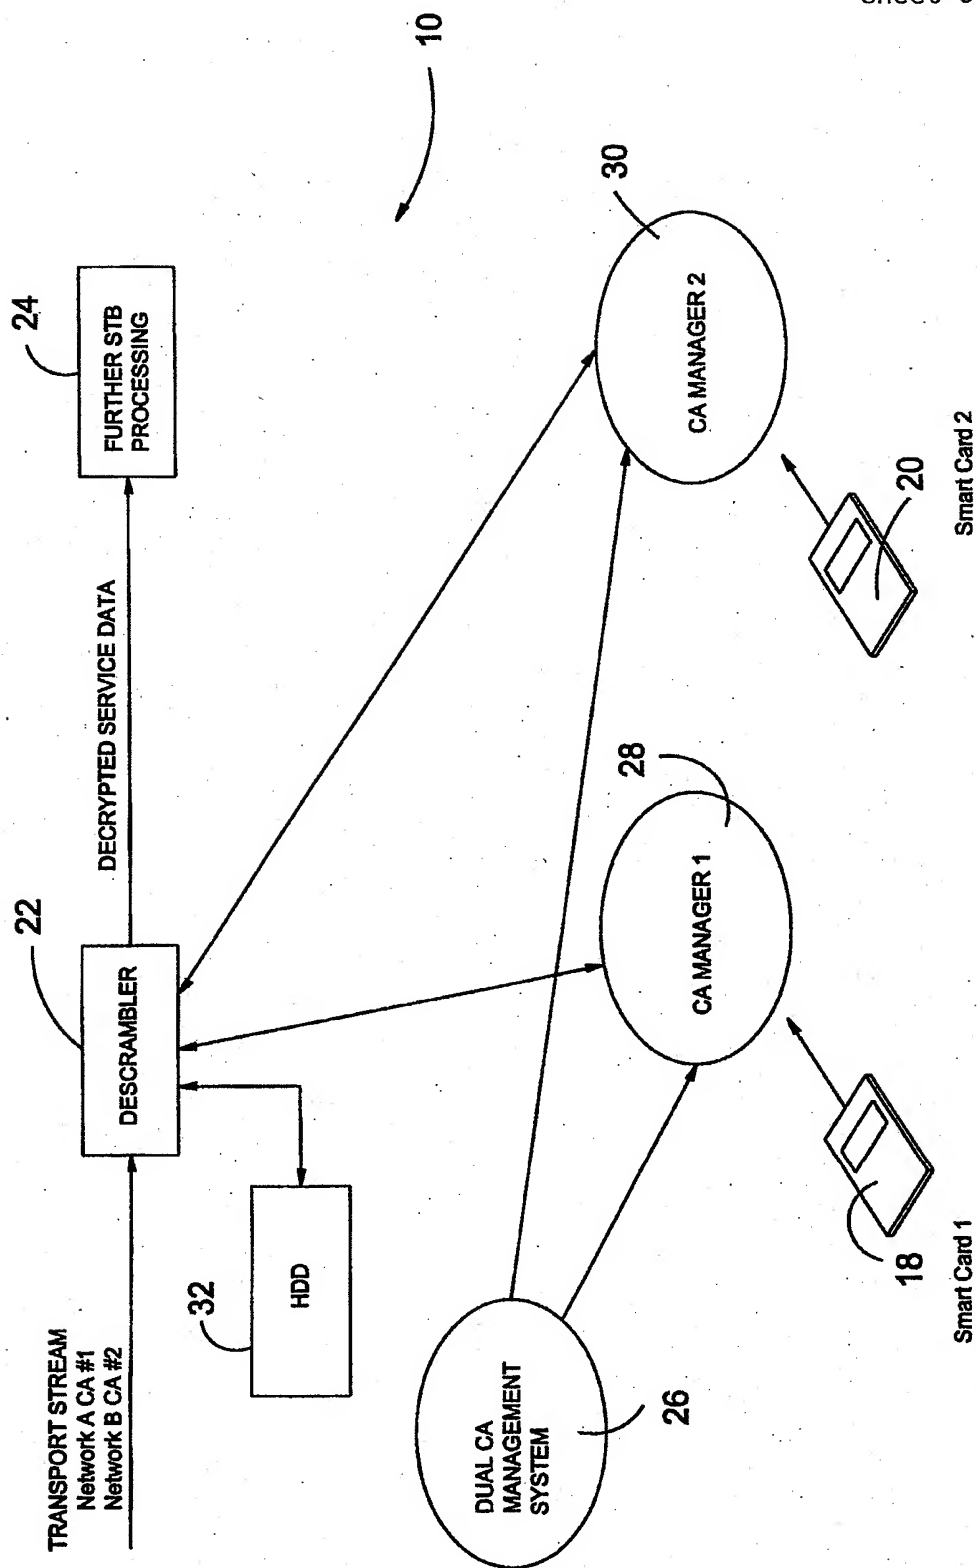 10
TRANSPORT STREAM
Network A CA #1
Network B CA #2
22
DESCRAMBLER
DECRYPTED SERVICE DATA
24
FURTHER STB
PROCESSING
32
HDD
DUAL CA
MANAGEMENT
SYSTEM
26
CA MANAGER 1
28
CA MANAGER 2
30
18
Smart Card 1
20
Smart Card 2